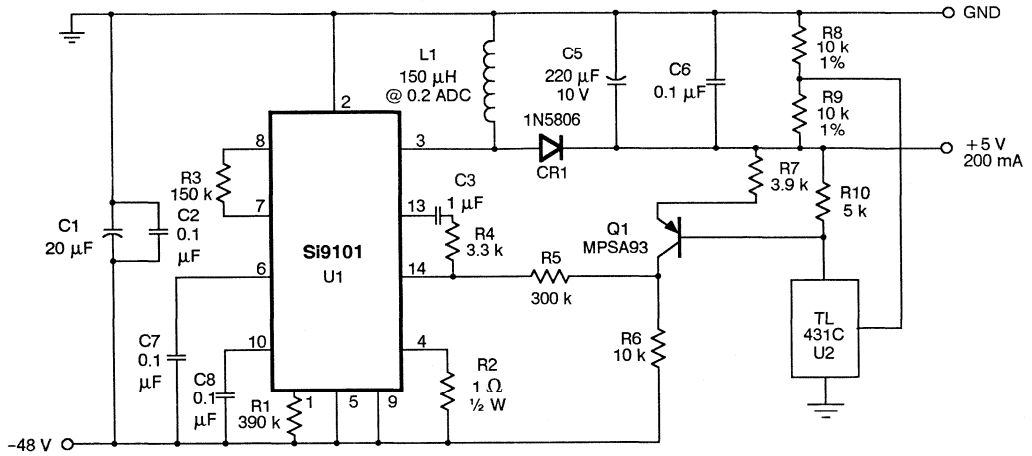 GND
R8
10 k
1%
L1
150 μH
@ 0.2 ADC
C5
220 μF
10 V
C6
0.1 μF
R9
10 k
1%
2
1N5806
8
3
+5 V
200 mA
CR1
R3
150 k
7
C3
1 μF
13
R7
3.9 k
R10
5 k
C1
20 μF
C2
0.1
μF
R4
3.3 k
Q1
MPSA93
Si9101
U1
6
14
R5
300 k
TL
431C
U2
C7
0.1
μF
10
4
R6
10 k
C8
0.1
μF
R2
1 Ω
½ W
R1
390 k
1
5
9
−48 V